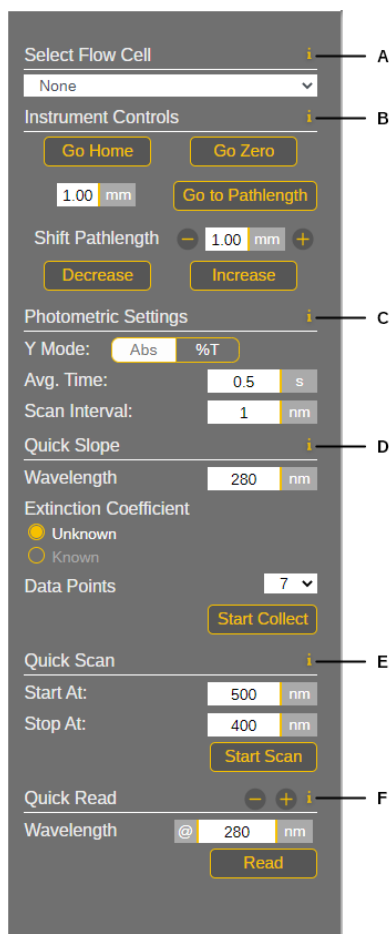 Select Flow Cell i A
None
Instrument Controls i B
Go Home Go Zero
1.00 mm Go to Pathlength
Shift Pathlength − 1.00 mm +
Decrease Increase
Photometric Settings i C
Y Mode: Abs %T
Avg. Time: 0.5 s
Scan Interval: 1 nm
Quick Slope i D
Wavelength 280 nm
Extinction Coefficient
Unknown
Known
Data Points 7
Start Collect
Quick Scan i E
Start At: 500 nm
Stop At: 400 nm
Start Scan
Quick Read − + i F
Wavelength @ 280 nm
Read